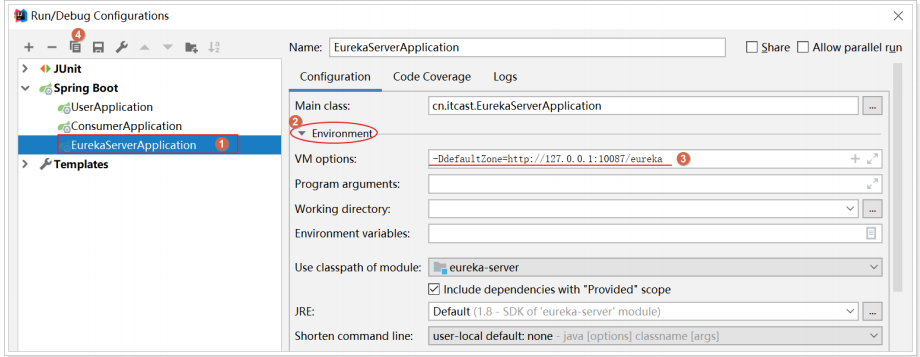 Run/Debug Configurations
4
Name: EurekaServerApplication
Share
Allow parallel run
JUnit
Spring Boot
UserApplication
ConsumerApplication
EurekaServerApplication 1
Templates
Configuration Code Coverage Logs
Main class: cn.itcast.EurekaServerApplication ...
2
Environment
VM options: -DdefaultZone=http://127.0.0.1:10087/eureka 3
Program arguments:
Working directory: ...
Environment variables:
Use classpath of module: eureka-server
Include dependencies with "Provided" scope
JRE: Default (1.8 - SDK of 'eureka-server' module) ...
Shorten command line: user-local default: none - java [options] classname [args]